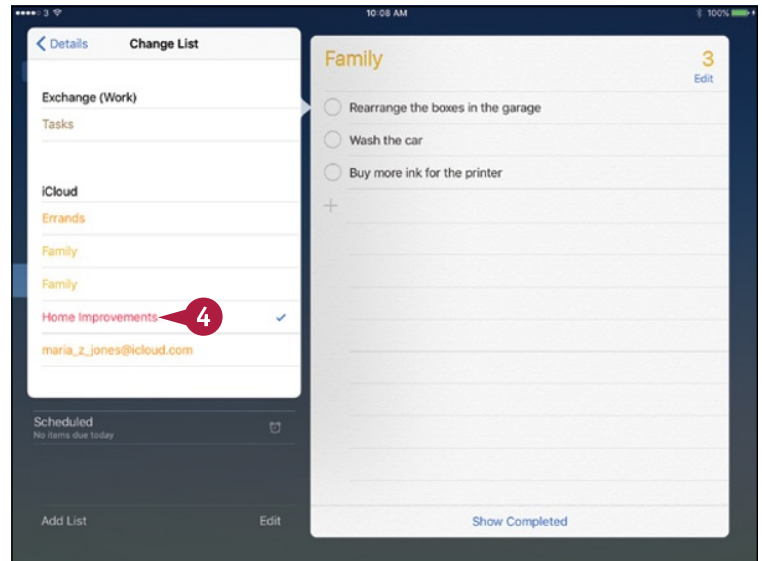 3
10:08 AM
100%
Details
Change List
Exchange (Work)
Tasks
iCloud
Errands
Family
Family
Home Improvements
4
maria_z_jones@icloud.com
Scheduled
No items due today
Add List
Edit
Family
3
Edit
Rearrange the boxes in the garage
Wash the car
Buy more ink for the printer
Show Completed